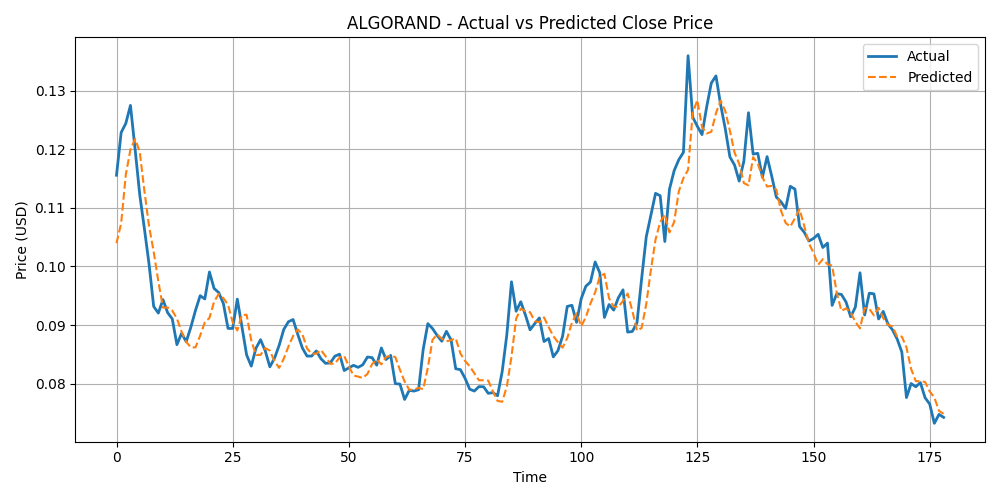 ALGORAND - Actual vs Predicted Close Price
Actual
Predicted
Price (USD)
0.13
0.12
0.11
0.10
0.09
0.08
0 25 50 75 100 125 150 175
Time